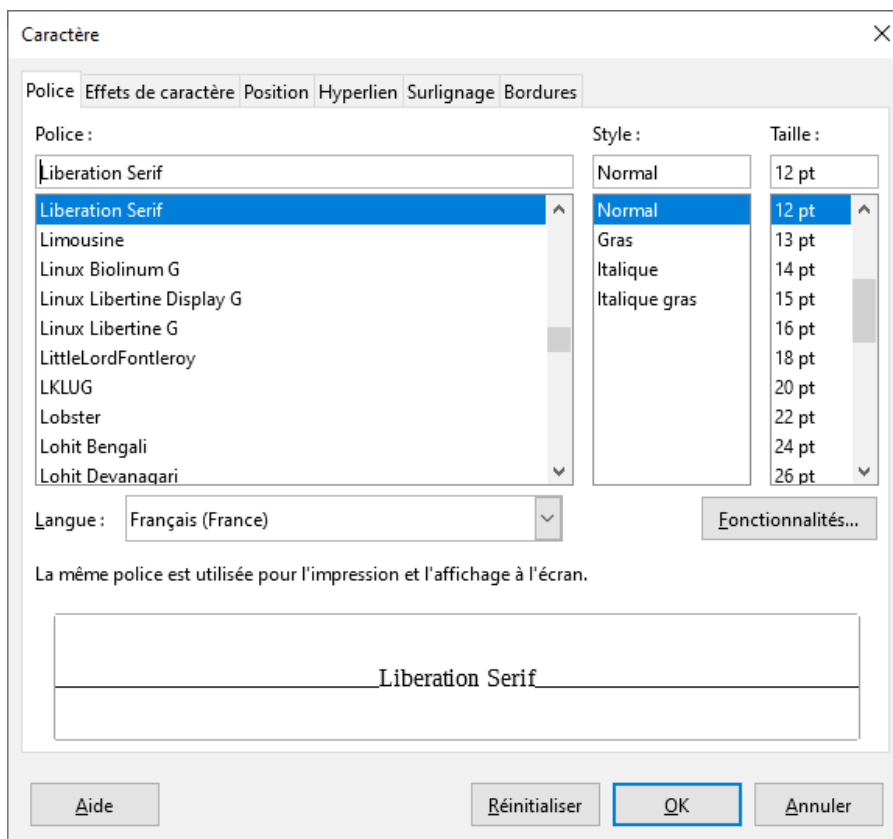 Caractère
Police Effets de caractère Position Hyperlien Surlignage Bordures
Police : Style : Taille :
Liberation Serif Normal 12 pt
Liberation Serif Normal 12 pt
Limousine Gras 13 pt
Linux Biolinum G Italique 14 pt
Linux Libertine Display G Italique gras 15 pt
Linux Libertine G 16 pt
LittleLordFontleroy 18 pt
LKLUG 20 pt
Lobster 22 pt
Lohit Bengali 24 pt
Lohit Devanagari 26 pt
Langue : Français (France) Fonctionnalités...
La même police est utilisée pour l'impression et l'affichage à l'écran.
Liberation Serif
Aide Réinitialiser OK Annuler